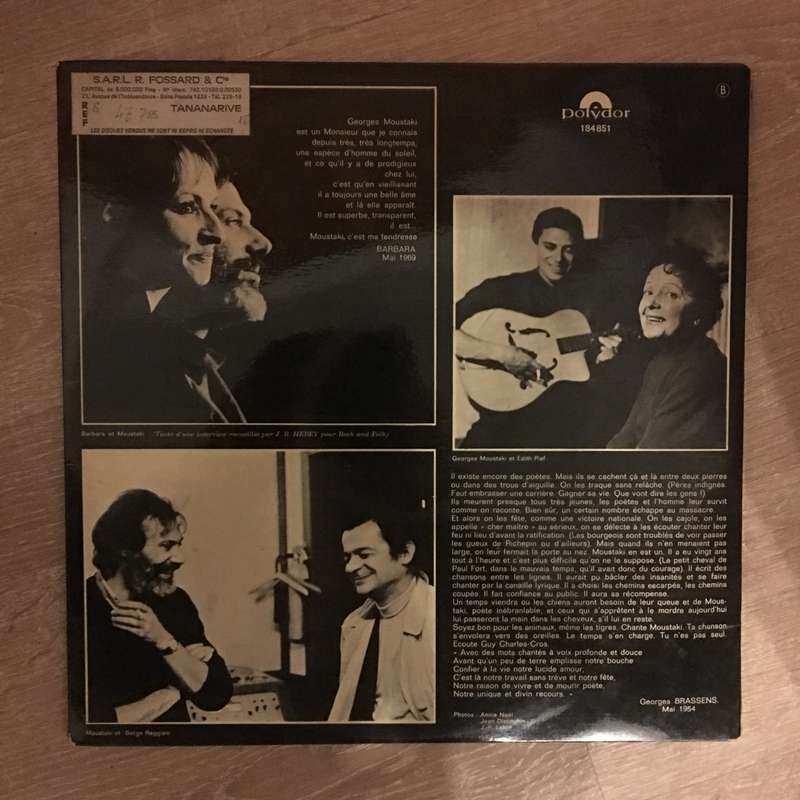 S.A.R.L. R. FOSSARD & Cie
TANANARIVE
REF
LES DISQUES VENDUS NE SONT NI REPRIS NI ECHANGES
B
polydor
184 851
Georges Moustaki
est un Monsieur que je connais
depuis très, très longtemps,
une espèce d'homme du soleil,
et ce qu'il y a de prodigieux
chez lui,
c'est qu'en vieillissant
il a toujours une belle âme
et là elle apparaît.
Il est superbe, transparent,
il est...
Moustaki, c'est ma tendresse
BARBARA
Mai 1969
Barbara et Moustaki (Texte d'une interview recueillie par J. R. HEBEY pour Rock and Folk)
Georges Moustaki et Edith Piaf
Il existe encore des poètes. Mais ils se cachent çà et là entre deux pierres
ou dans des trous d'aiguille. On les traque sans relâche. (Pères indignés.
Faut embrasser une carrière. Gagner sa vie. Que vont dire les gens !)
Ils meurent presque tous très jeunes, les poètes et l'homme leur survit
comme on raconte. Bien sûr, un certain nombre échappe au massacre.
Et alors on les fête, comme une victoire nationale. On les cajole, on les
appelle « cher maître » au sérieux, on se délecte à les écouter chanter leur
feu ni lieu d'avant la ratification. (Les bourgeois sont troublés de voir passer
les gueux de Richepin ou d'ailleurs). Mais quand ils n'en menaient pas
large, on leur fermait la porte au nez. Moustaki en est un. Il a eu vingt ans
tout à l'heure et c'est plus difficile qu'on ne le suppose. (Le petit cheval de
Paul Fort, dans le mauvais temps, qu'il avait donc du courage). Il écrit des
chansons entre les lignes. Il aurait pu bâcler des insanités et se faire
chanter par la canaille lyrique. Il a choisi les chemins escarpés, les chemins
coupés. Il fait confiance au public. Il aura sa récompense.
Un temps viendra où les chiens auront besoin de leur queue et de Mous-
taki, poète inébranlable, et ceux qui s'apprêtent à le mordre aujourd'hui
lui passeront la main dans les cheveux, s'il lui en reste.
Soyez bon pour les animaux, même les tigres. Chante Moustaki. Ta chanson
s'envolera vers des oreilles. Le temps s'en charge. Tu n'es pas seul.
Ecoute Guy Charles-Cros.
« Avec des mots chantés à voix profonde et douce
Avant qu'un peu de terre emplisse notre bouche
Confier à la vie notre lucide amour,
C'est là notre travail sans trêve et notre fête,
Notre raison de vivre et de mourir poète,
Notre unique et divin recours. »
Georges BRASSENS.
Mai 1954
Photos :
Moustaki et Serge Reggiani